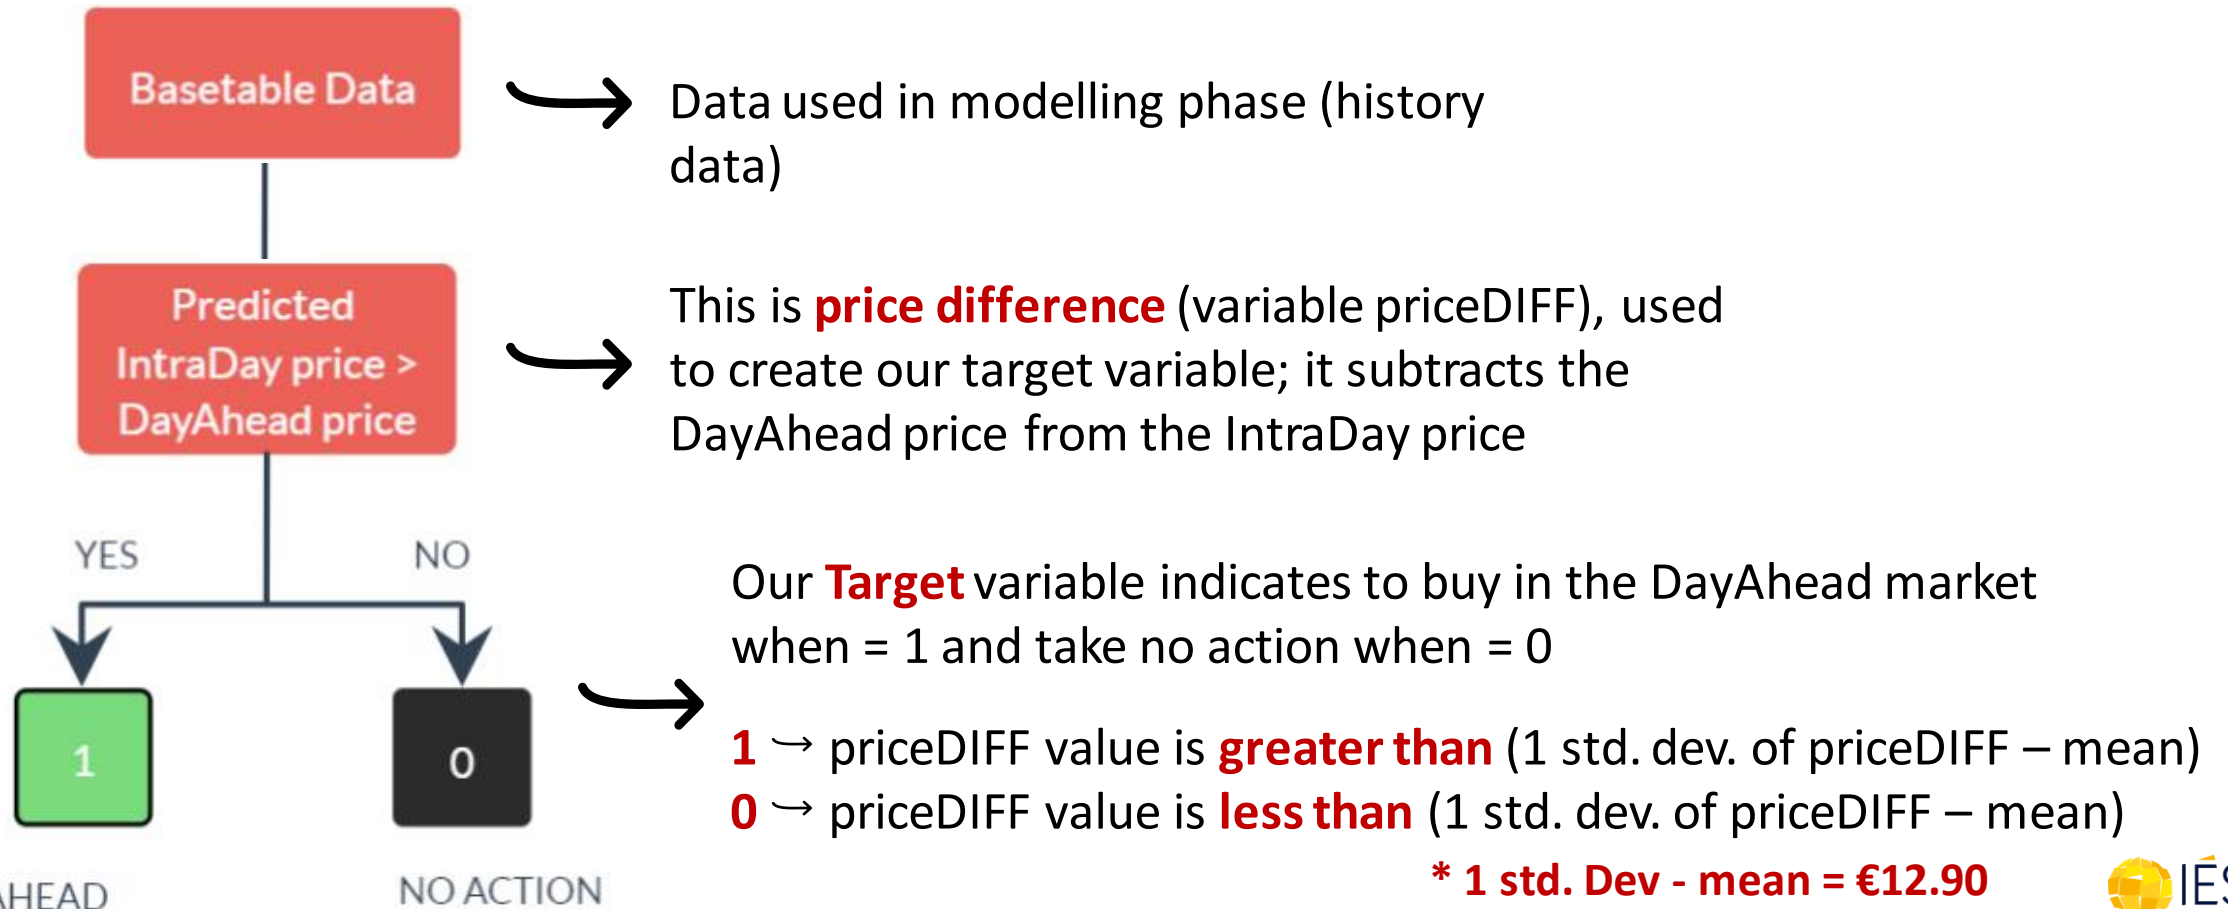 Basetable Data
Data used in modelling phase (history
data)
Predicted
IntraDay price >
DayAhead price
This is price difference (variable priceDIFF), used
to create our target variable; it subtracts the
DayAhead price from the IntraDay price
YES
NO
Our Target variable indicates to buy in the DayAhead market
when = 1 and take no action when = 0
1
0
1 → priceDIFF value is greater than (1 std. dev. of priceDIFF – mean)
0 → priceDIFF value is less than (1 std. dev. of priceDIFF – mean)
* 1 std. Dev - mean = €12.90
AHEAD
NO ACTION